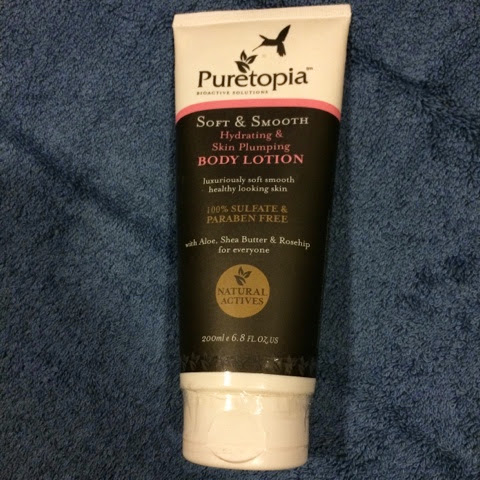 Puretopia™
BIOACTIVE SOLUTIONS
SOFT & SMOOTH
Hydrating &
Skin Plumping
BODY LOTION
luxuriously soft smooth
healthy looking skin
100% SULFATE &
PARABEN FREE
with Aloe, Shea Butter & Rosehip
for everyone
NATURAL
ACTIVES
200ml e 6.8 FL.OZ,US